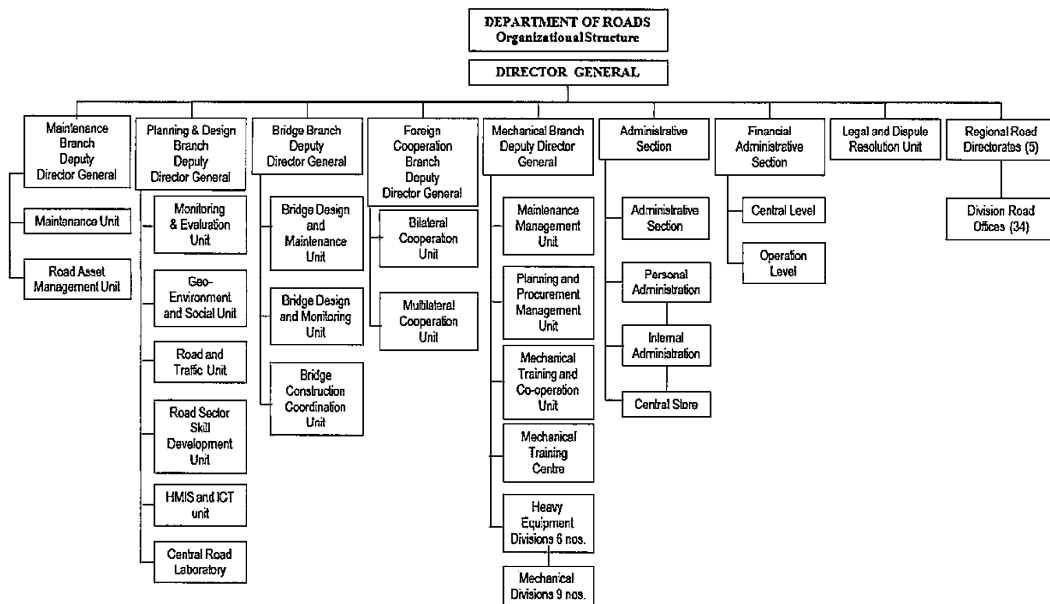 DEPARTMENT OF ROADS
Organizational Structure
DIRECTOR GENERAL
Maintenance
Branch
Deputy
Director General
Maintenance Unit
Road Asset
Management Unit
Planning & Design
Branch
Deputy
Director General
Monitoring
& Evaluation
Unit
Geo-
Environment
and Social Unit
Road and
Traffic Unit
Road Sector
Skill
Development
Unit
HMIS and ICT
unit
Central Road
Laboratory
Bridge Branch
Deputy
Director General
Bridge Design
and
Maintenance
Unit
Bridge Design
and Monitoring
Unit
Bridge
Construction
Coordination
Unit
Foreign
Cooperation
Branch
Deputy
Director General
Bilateral
Cooperation
Unit
Multilateral
Cooperation
Unit
Mechanical Branch
Deputy Director
General
Maintenance
Management
Unit
Planning and
Procurement
Management
Unit
Mechanical
Training and
Co-operation
Unit
Mechanical
Training
Centre
Heavy
Equipment
Divisions 6 nos.
Mechanical
Divisions 9 nos.
Administrative
Section
Administrative
Section
Personal
Administration
Internal
Administration
Central Store
Financial
Administrative
Section
Central Level
Operation
Level
Legal and Dispute
Resolution Unit
Regional Road
Directorates (5)
Division Road
Offices (34)